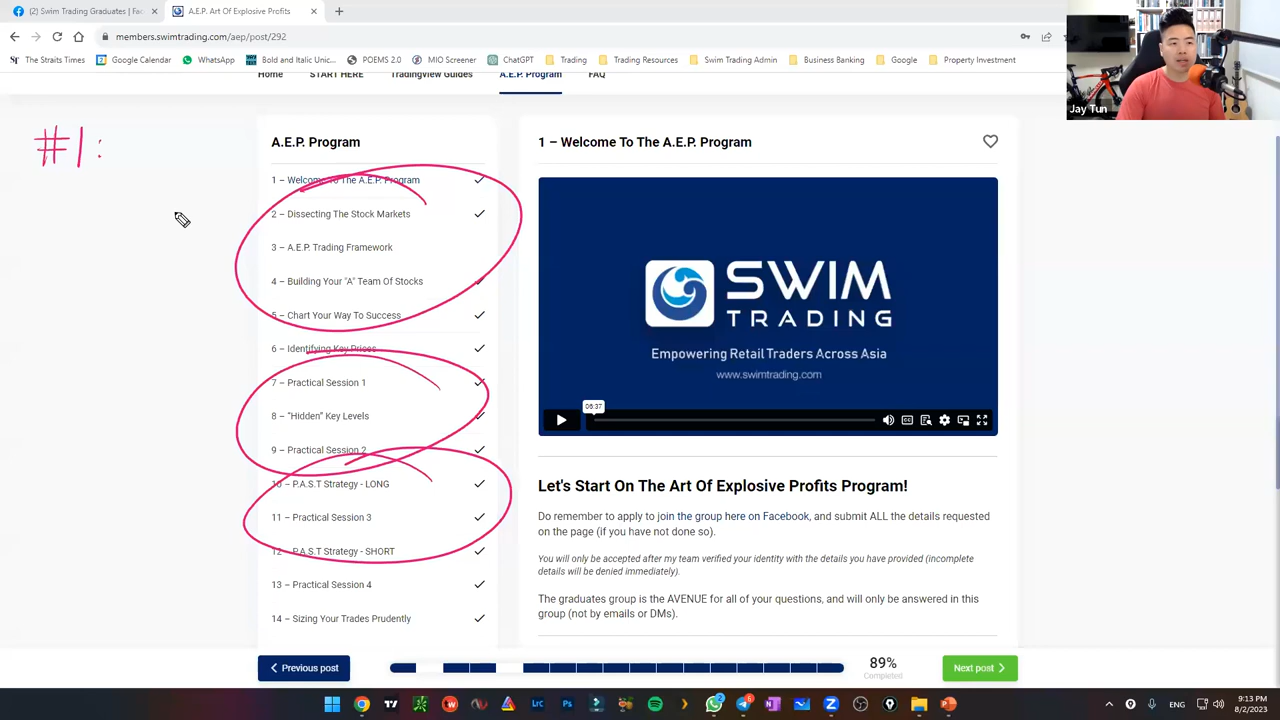 (2) Swim Trading Graduates | Fac
A.E.P. Art Of Explosive Profits
members.swimtrading.com/aep/post/292
The Straits Times
Google Calendar
WhatsApp
Bold and Italic Unic...
POEMS 2.0
MIO Screener
ChatGPT
Trading
Trading Resources
Swim Trading Admin
Business Banking
Google
Property Investment
Jay Tun
Home
START HERE
TradingView Guides
A.E.P. Program
FAQ
#1:
A.E.P. Program
1 – Welcome To The A.E.P. Program
2 – Dissecting The Stock Markets
3 – A.E.P. Trading Framework
4 – Building Your "A" Team Of Stocks
5 – Chart Your Way To Success
6 – Identifying Key Prices
7 – Practical Session 1
8 – “Hidden” Key Levels
9 – Practical Session 2
10 – P.A.S.T Strategy - LONG
11 – Practical Session 3
12 – P.A.S.T Strategy - SHORT
13 – Practical Session 4
14 – Sizing Your Trades Prudently
1 – Welcome To The A.E.P. Program
SWIM
TRADING
Empowering Retail Traders Across Asia
www.swimtrading.com
06:37
Let's Start On The Art Of Explosive Profits Program!
Do remember to apply to join the group here on Facebook, and submit ALL the details requested
on the page (if you have not done so).
You will only be accepted after my team verified your identity with the details you have provided (incomplete
details will be denied immediately).
The graduates group is the AVENUE for all of your questions, and will only be answered in this
group (not by emails or DMs).
Previous post
89%
Completed
Next post
ENG
9:13 PM
8/2/2023